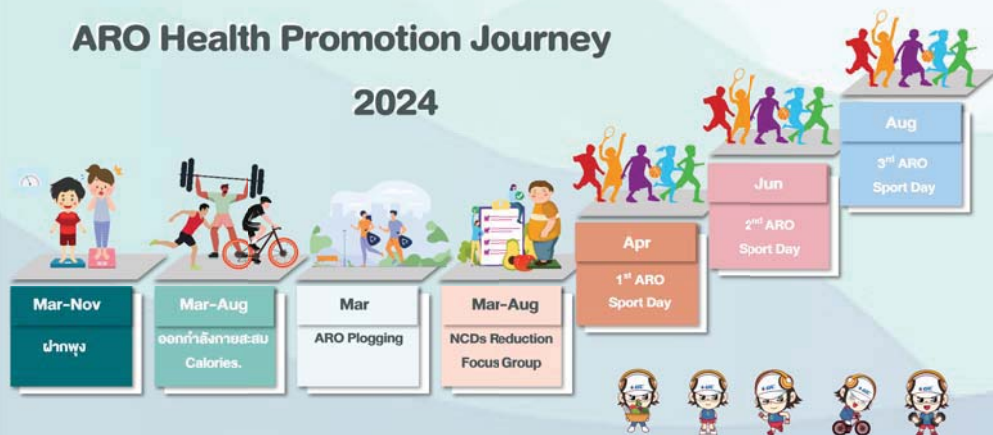 ARO Health Promotion Journey
2024
Mar-Nov
ฝากพุง
Mar-Aug
ออกกำลังกายสะสม
Calories.
Mar
ARO Plogging
Mar-Aug
NCDs Reduction
Focus Group
Apr
1st ARO
Sport Day
Jun
2nd ARO
Sport Day
Aug
3rd ARO
Sport Day